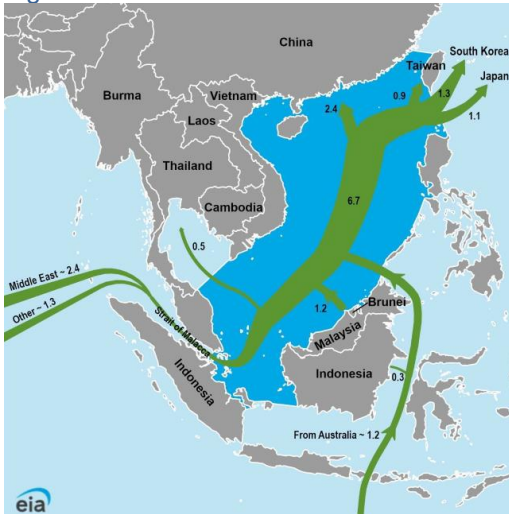 China
South Korea
Taiwan
Japan
Burma
Vietnam
0.9
1.3
2.4
1.1
Laos
Thailand
Cambodia
6.7
0.5
Middle East ~ 2.4
Other ~ 1.3
1.2
Brunei
Strait of Malacca
Malaysia
Indonesia
Indonesia
0.3
From Australia ~ 1.2
eia